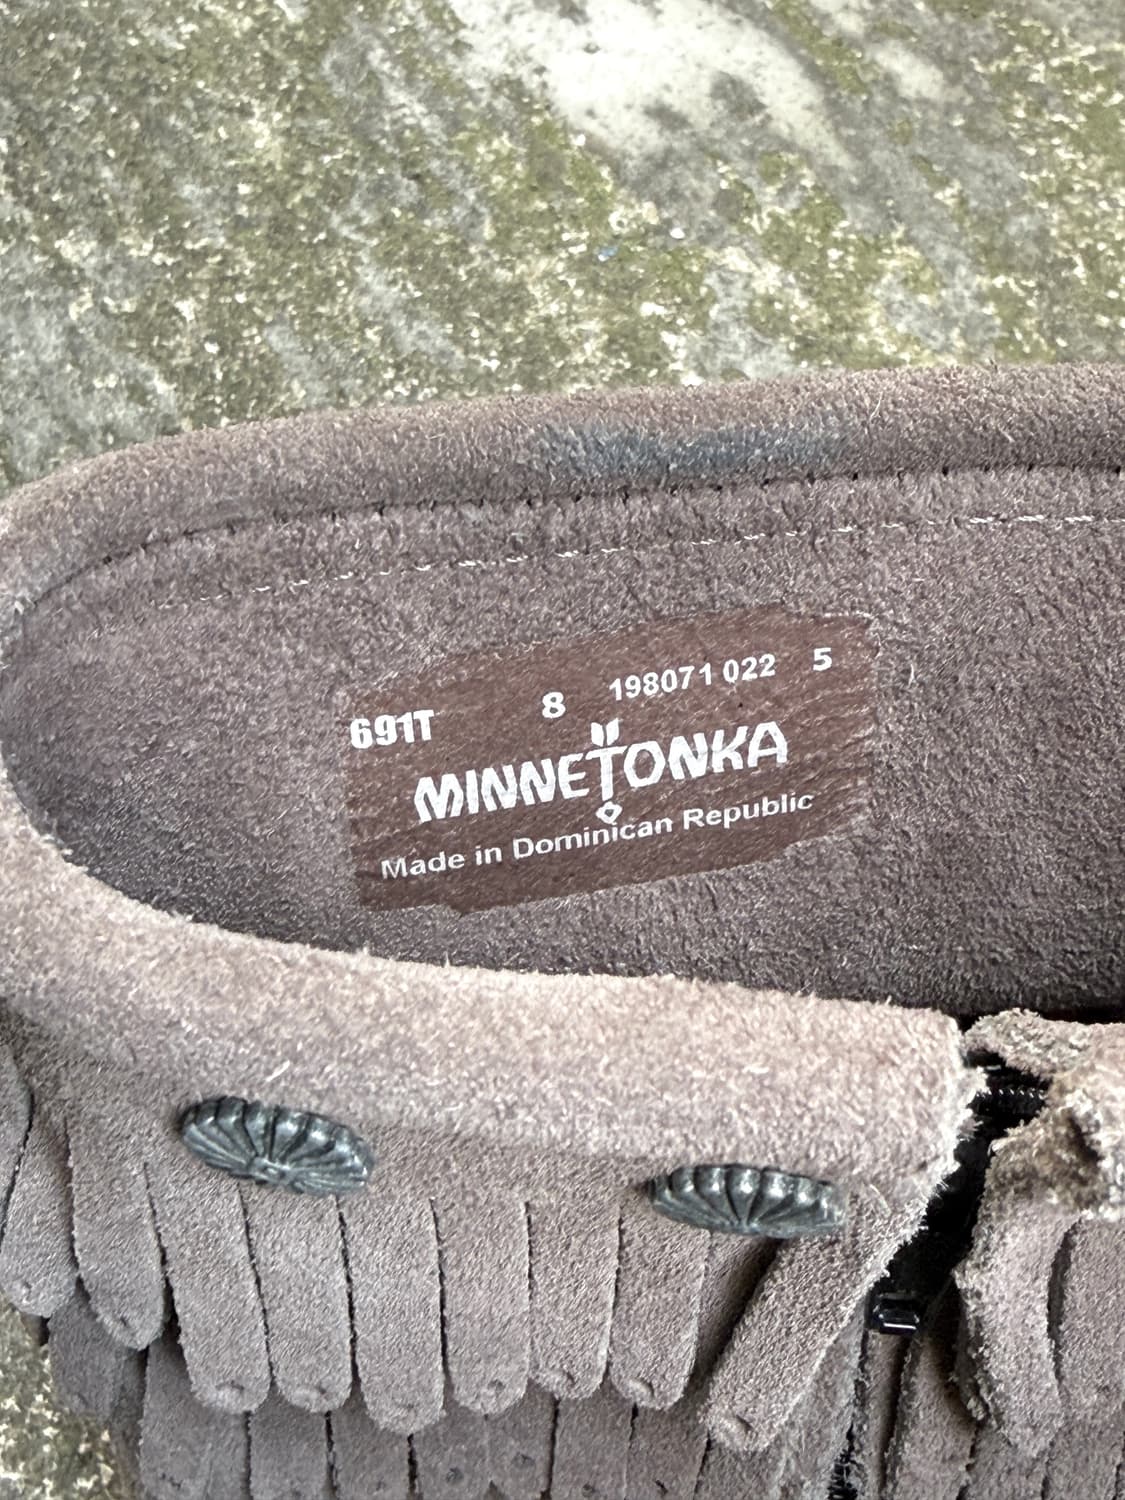 691T 8 198071 022 5
MINNETONKA
Made in Dominican Republic